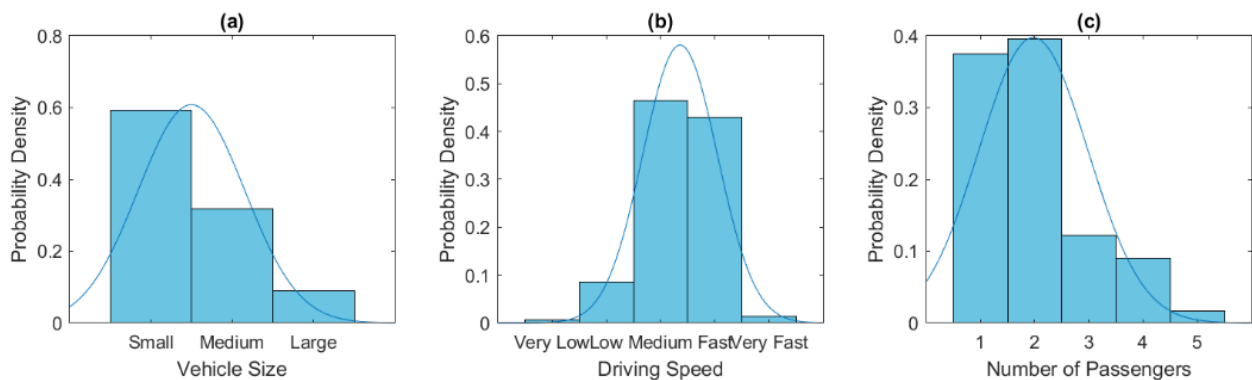 (a)
0.8
0.6
0.4
0.2
0
Probability Density
Small Medium Large
Vehicle Size
(b)
0.6
0.5
0.4
0.3
0.2
0.1
0
Probability Density
Very Low Low Medium Fast Very Fast
Driving Speed
(c)
0.4
0.3
0.2
0.1
0
Probability Density
1 2 3 4 5
Number of Passengers